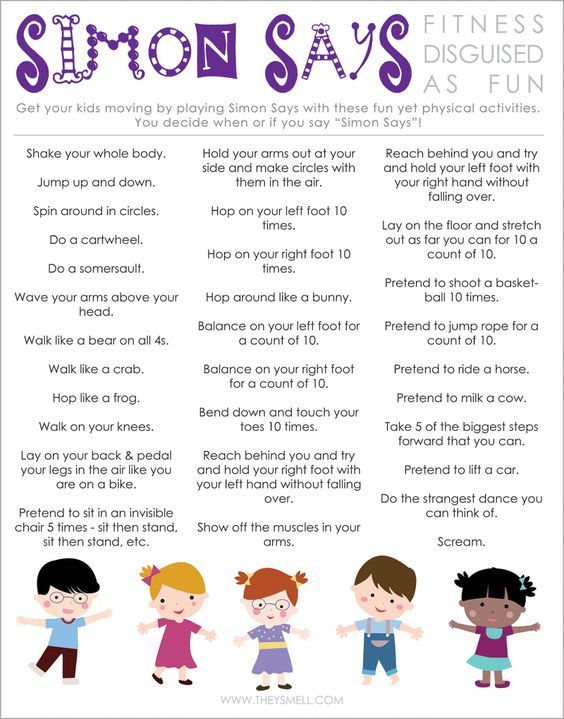 SIMON SAYS
FITNESS
DISGUISED
AS FUN
Get your kids moving by playing Simon Says with these fun yet physical activities.
You decide when or if you say “Simon Says”!
Shake your whole body.
Jump up and down.
Spin around in circles.
Do a cartwheel.
Do a somersault.
Wave your arms above your
head.
Walk like a bear on all 4s.
Walk like a crab.
Hop like a frog.
Walk on your knees.
Lay on your back & pedal
your legs in the air like you
are on a bike.
Pretend to sit in an invisible
chair 5 times - sit then stand,
sit then stand, etc.
Hold your arms out at your
side and make circles with
them in the air.
Hop on your left foot 10
times.
Hop on your right foot 10
times.
Hop around like a bunny.
Balance on your left foot for
a count of 10.
Balance on your right foot
for a count of 10.
Bend down and touch your
toes 10 times.
Reach behind you and try
and hold your right foot with
your left hand without falling
over.
Show off the muscles in your
arms.
Reach behind you and try
and hold your left foot with
your right hand without
falling over.
Lay on the floor and stretch
out as far you can for 10 a
count of 10.
Pretend to shoot a basket-
ball 10 times.
Pretend to jump rope for a
count of 10.
Pretend to ride a horse.
Pretend to milk a cow.
Take 5 of the biggest steps
forward that you can.
Pretend to lift a car.
Do the strangest dance you
can think of.
Scream.
WWW.THEYSMELL.COM